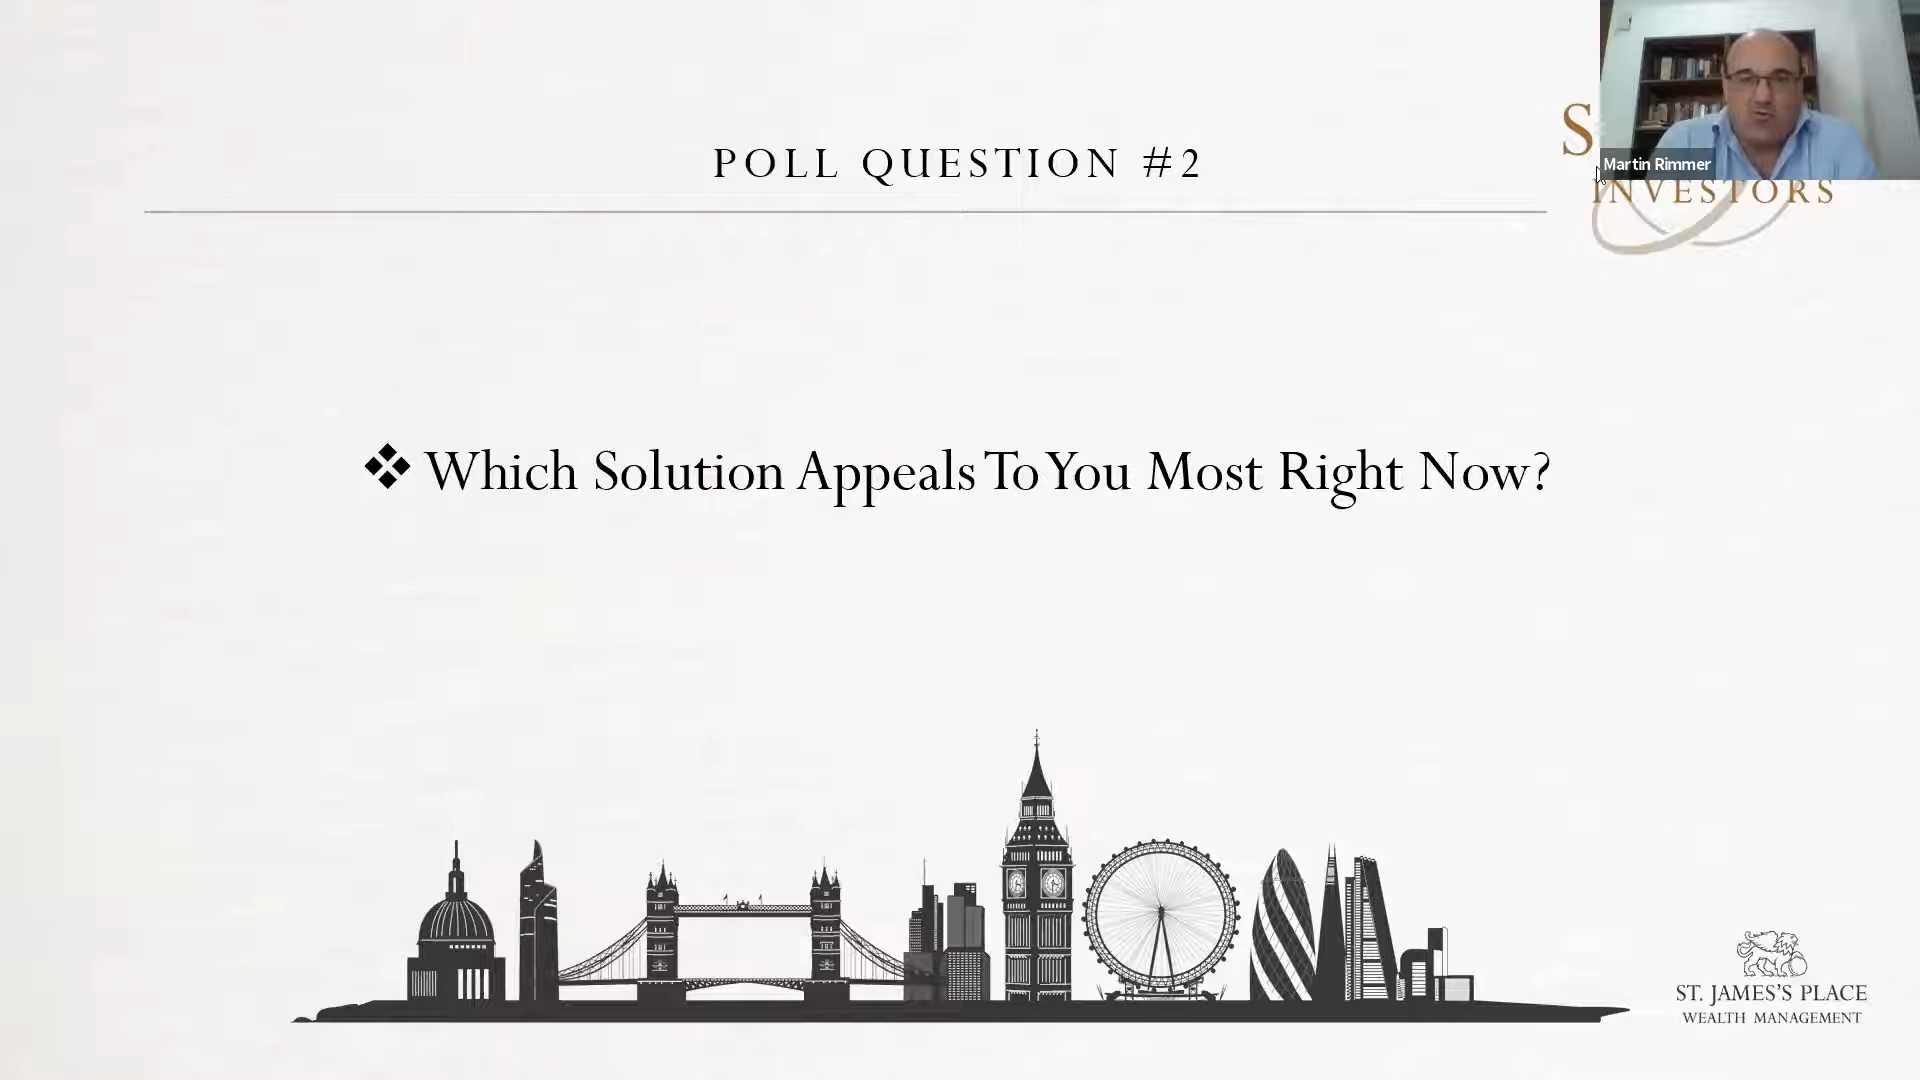 POLL QUESTION #2
S
Martin Rimmer
INVESTORS
❖ Which Solution Appeals To You Most Right Now?
ST. JAMES'S PLACE
WEALTH MANAGEMENT